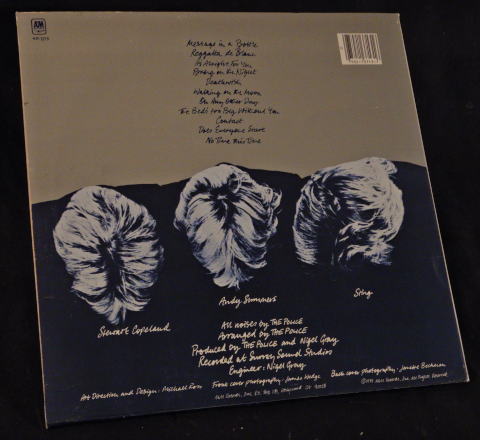 A&M
Message in a Bottle
Reggatta de Blanc
It's Alright For You
Bring on the Night
Deathwish
Walking on the Moon
On Any Other Day
The Bed's too Big Without You
Contact
Does Everyone Stare
No Time This Time
Stewart Copeland
Andy Summers
Sting
All noises by THE POLICE
Arranged by THE POLICE
Produced by THE POLICE and Nigel Gray
Recorded at Surrey Sound Studios
Engineer: Nigel Gray
Art Direction and Design · Michael Ross
Front cover photography · James Wedge
Back cover photography · Janette Beckman